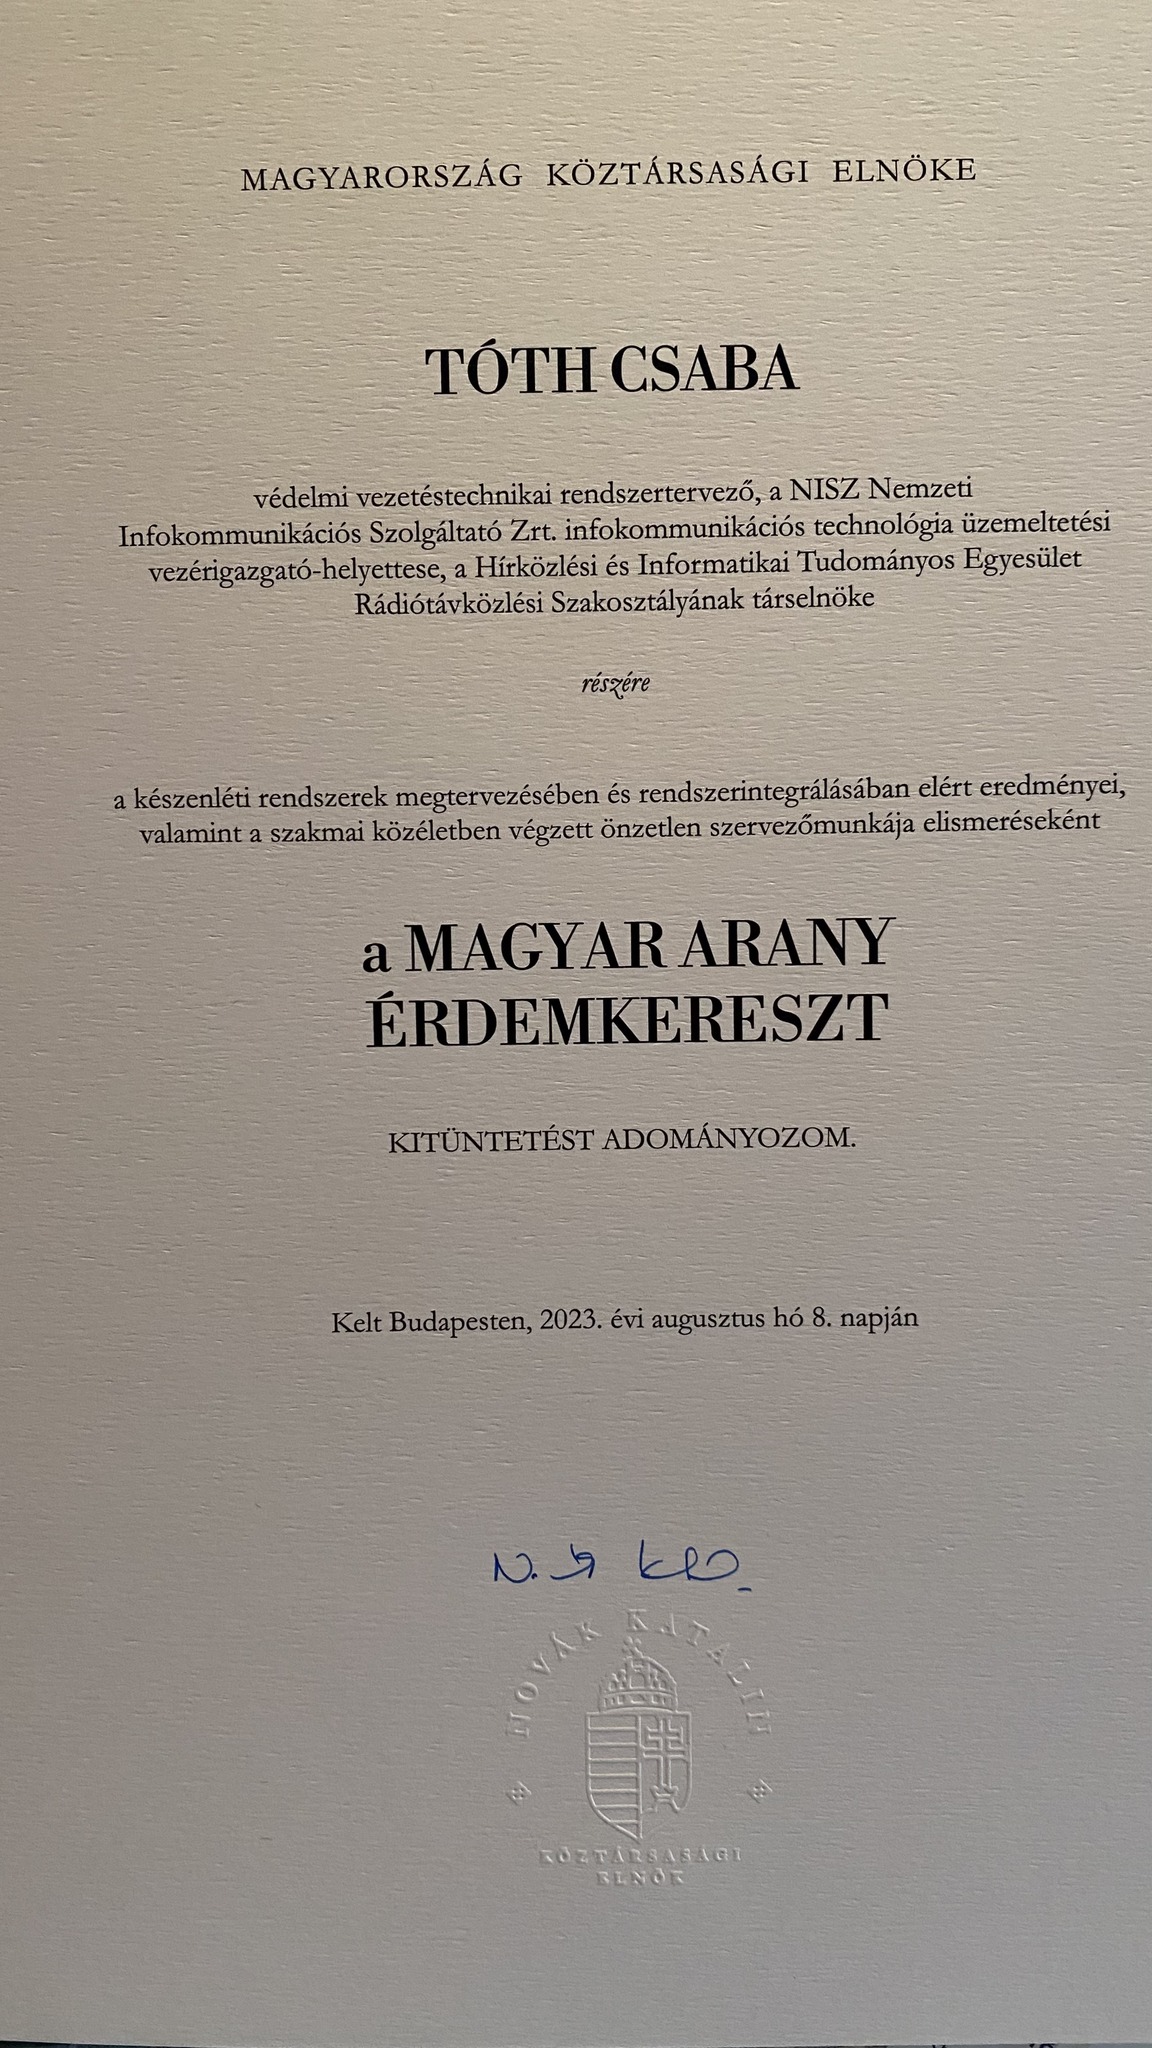 MAGYARORSZÁG KÖZTÁRSASÁGI ELNÖKE
TÓTH CSABA
védelmi vezetéstechnikai rendszertervező, a NISZ Nemzeti
Infokommunikációs Szolgáltató Zrt. infokommunikációs technológia üzemeltetési
vezérigazgató-helyettese, a Hírközlési és Informatikai Tudományos Egyesület
Rádiótávközlési Szakosztályának társelnöke
részére
a készenléti rendszerek megtervezésében és rendszerintegrálásában elért eredményei,
valamint a szakmai közéletben végzett önzetlen szervezőmunkája elismeréseként
a MAGYAR ARANY
ÉRDEMKERESZT
KITÜNTETÉST ADOMÁNYOZOM.
Kelt Budapesten, 2023. évi augusztus hó 8. napján
NOVÁK KATALIN
KÖZTÁRSASÁGI
ELNÖK